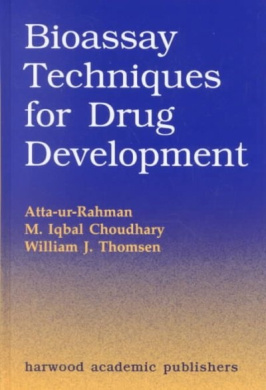 Bioassay
Techniques
for Drug
Development
Atta-ur-Rahman
M. Iqbal Choudhary
William J. Thomsen
harwood academic publishers